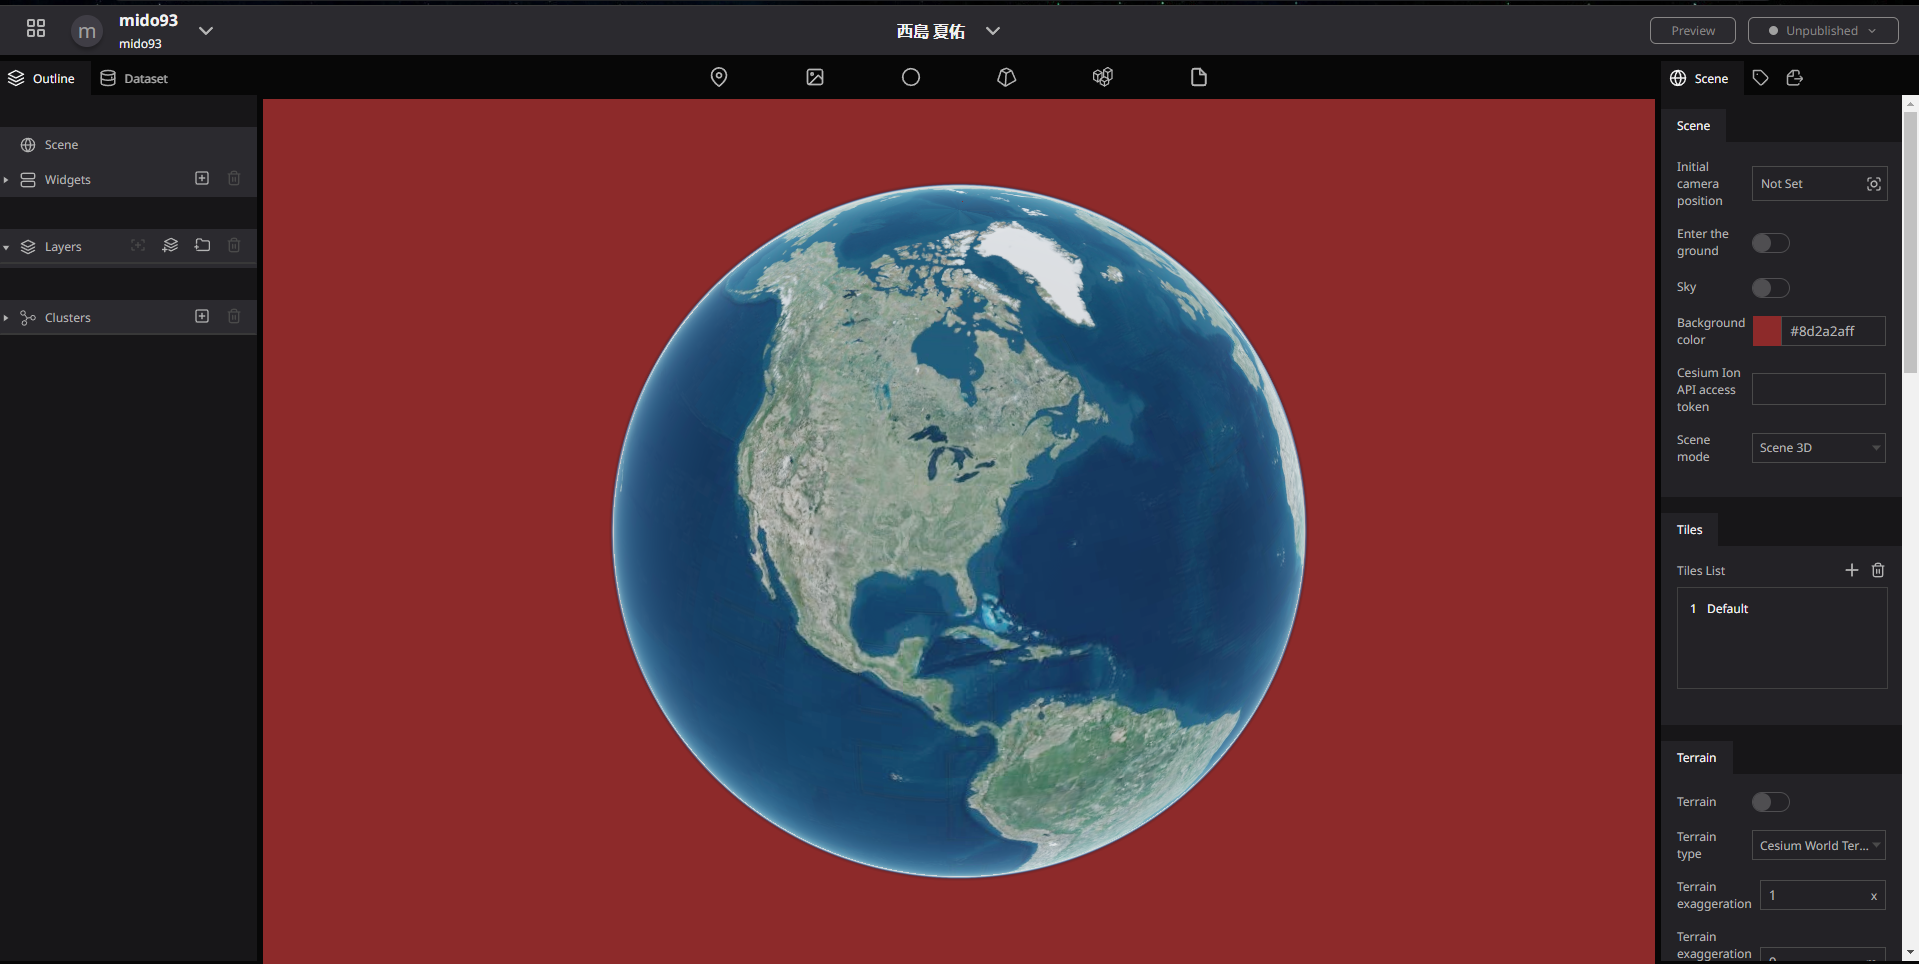 m
mido93
mido93
西島 夏佑
Preview
Unpublished
Outline
Dataset
Scene
Scene
Widgets
Layers
Clusters
Scene
Initial
camera
position
Not Set
Enter the
ground
Sky
Background
color
#8d2a2aff
Cesium Ion
API access
token
Scene
mode
Scene 3D
Tiles
Tiles List
1 Default
Terrain
Terrain
Terrain
type
Cesium World Ter...
Terrain
exaggeration
1
x
Terrain
exaggeration